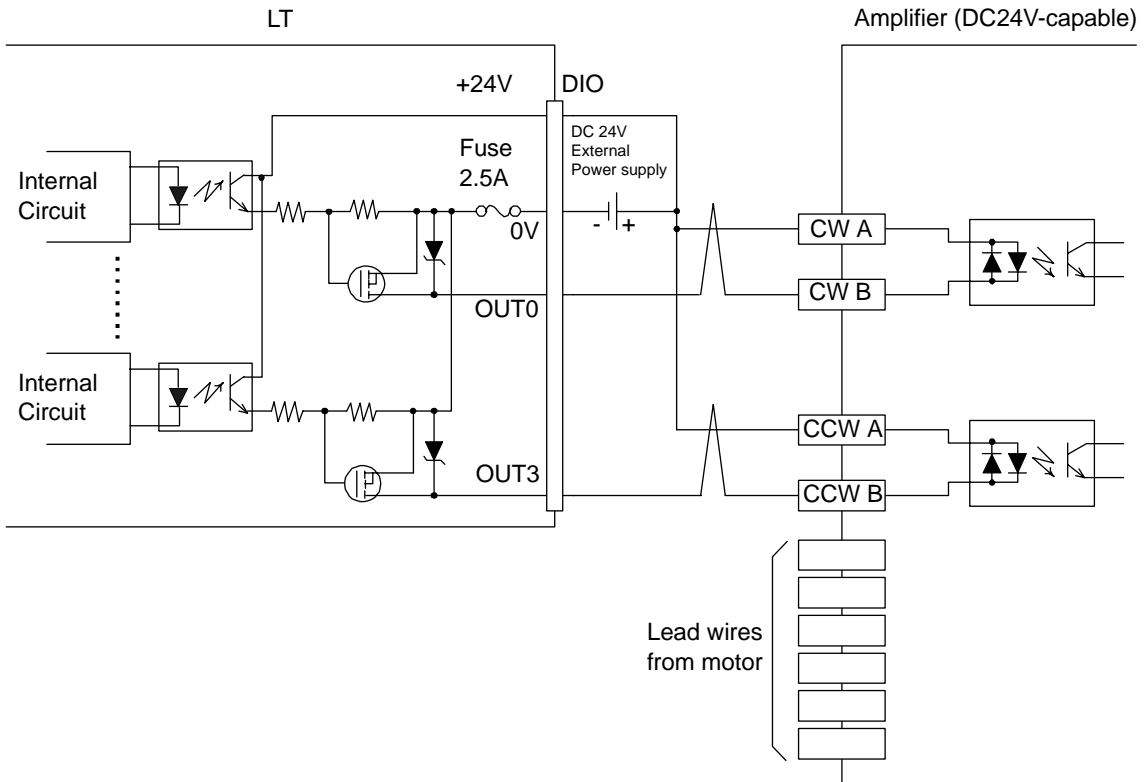 LT
Amplifier (DC24V-capable)
+24V
DIO
DC 24V
External
Power supply
Fuse
2.5A
Internal
Circuit
0V
- +
CW A
CW B
OUT0
Internal
Circuit
CCW A
OUT3
CCW B
Lead wires
from motor